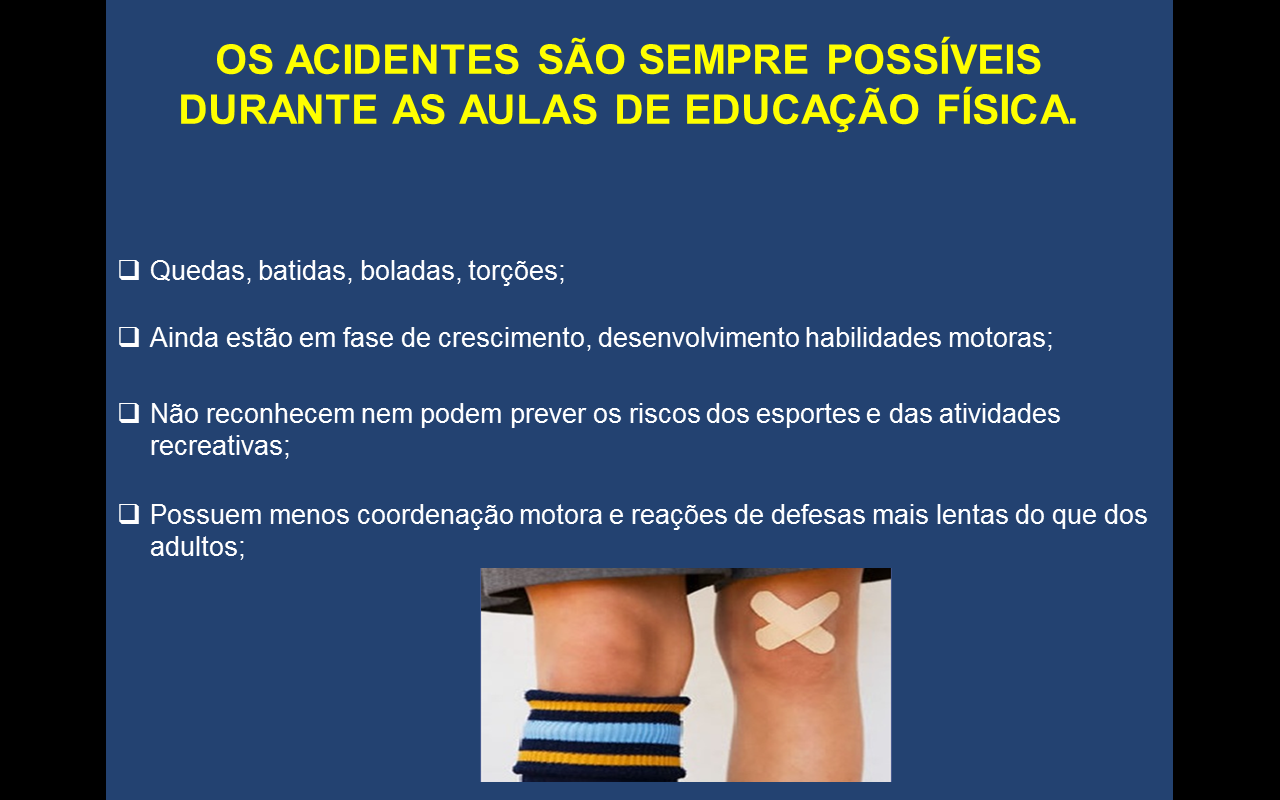 OS ACIDENTES SÃO SEMPRE POSSÍVEIS
DURANTE AS AULAS DE EDUCAÇÃO FÍSICA.
❑ Quedas, batidas, boladas, torções;
❑ Ainda estão em fase de crescimento, desenvolvimento habilidades motoras;
❑ Não reconhecem nem podem prever os riscos dos esportes e das atividades
recreativas;
❑ Possuem menos coordenação motora e reações de defesas mais lentas do que dos
adultos;